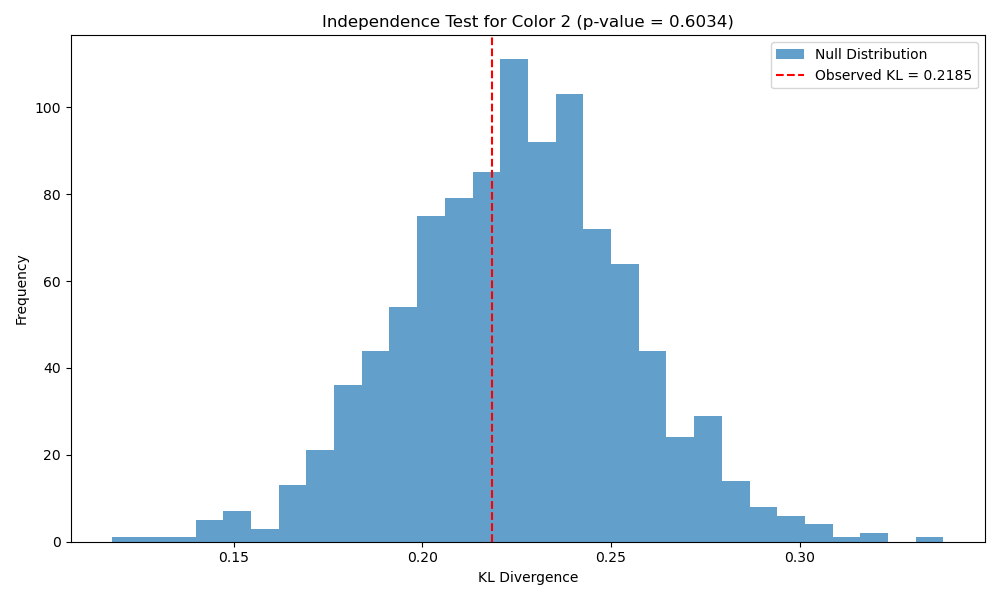 Independence Test for Color 2 (p-value = 0.6034)
Null Distribution
Observed KL = 0.2185
Frequency
100
80
60
40
20
0
0.15 0.20 0.25 0.30
KL Divergence